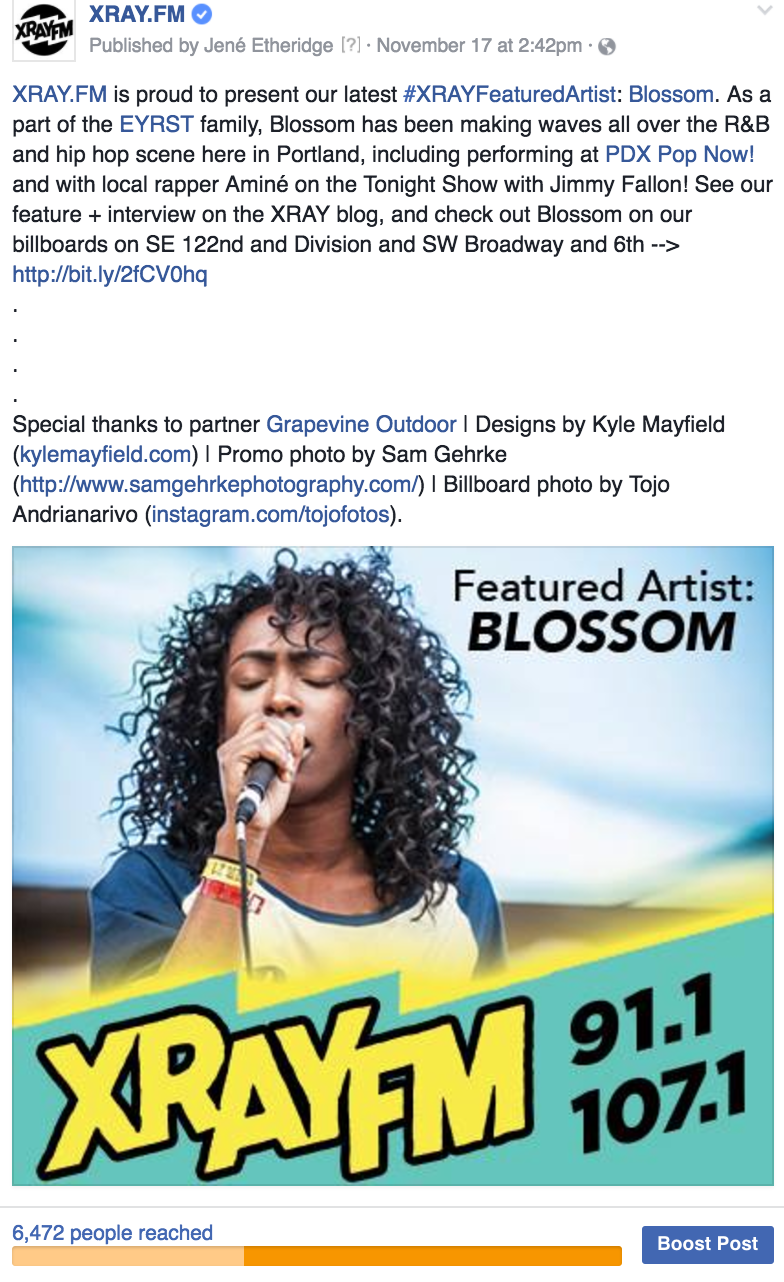 XRAYFM
XRAY.FM
Published by Jené Etheridge [?] · November 17 at 2:42pm ·
XRAY.FM is proud to present our latest #XRAYFeaturedArtist: Blossom. As a
part of the EYRST family, Blossom has been making waves all over the R&B
and hip hop scene here in Portland, including performing at PDX Pop Now!
and with local rapper Aminé on the Tonight Show with Jimmy Fallon! See our
feature + interview on the XRAY blog, and check out Blossom on our
billboards on SE 122nd and Division and SW Broadway and 6th -->
http://bit.ly/2fCV0hq
.
.
.
.
Special thanks to partner Grapevine Outdoor | Designs by Kyle Mayfield
(kylemayfield.com) | Promo photo by Sam Gehrke
(http://www.samgehrkephotography.com/) | Billboard photo by Tojo
Andrianarivo (instagram.com/tojofotos).
Featured Artist:
BLOSSOM
XRAYFM
91.1
107.1
6,472 people reached
Boost Post